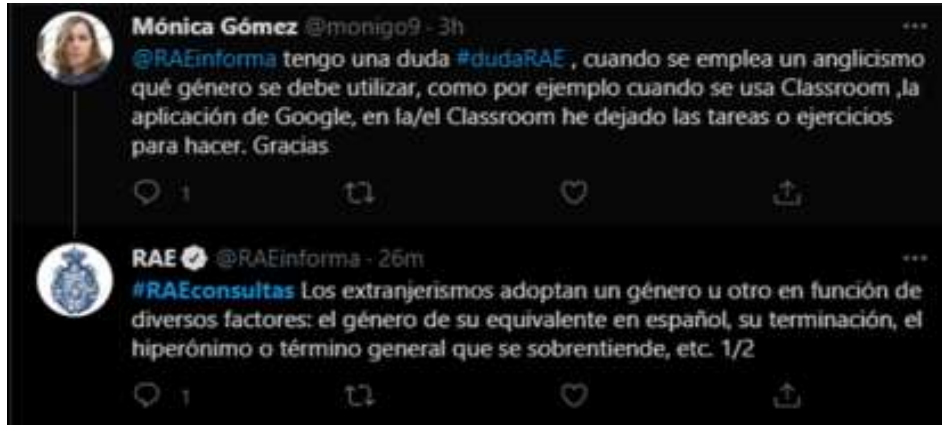 Mónica Gómez @monigo9 · 3h
@RAEinforma tengo una duda #dudaRAE , cuando se emplea un anglicismo
qué género se debe utilizar, como por ejemplo cuando se usa Classroom ,la
aplicación de Google, en la/el Classroom he dejado las tareas o ejercicios
para hacer. Gracias
1
RAE @RAEinforma · 26m
#RAEconsultas Los extranjerismos adoptan un género u otro en función de
diversos factores: el género de su equivalente en español, su terminación, el
hiperónimo o término general que se sobrentiende, etc. 1/2
1